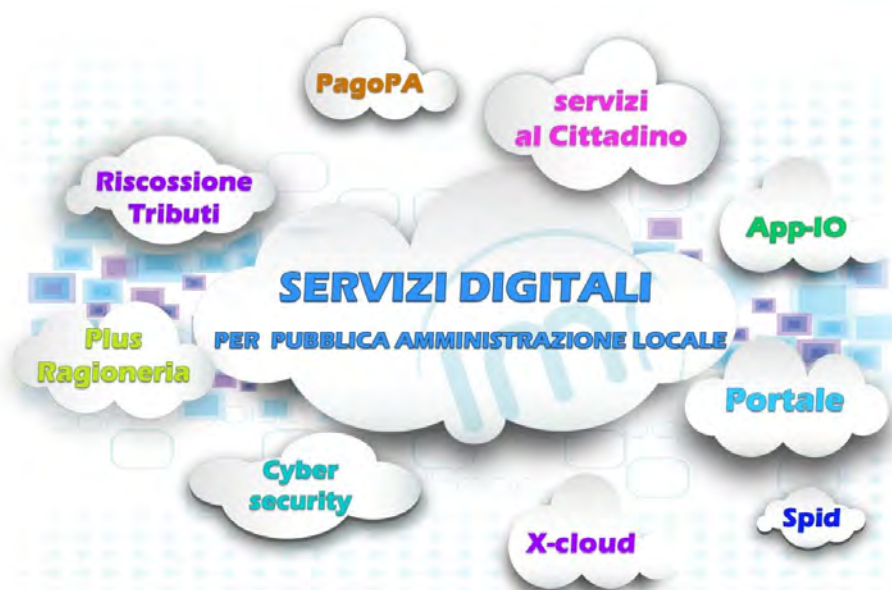 PagoPA
servizi
al Cittadino
Riscossione
Tributi
App-IO
SERVIZI DIGITALI
PER PUBBLICA AMMINISTRAZIONE LOCALE
Plus
Ragioneria
Portale
Cyber
security
X-cloud
Spid